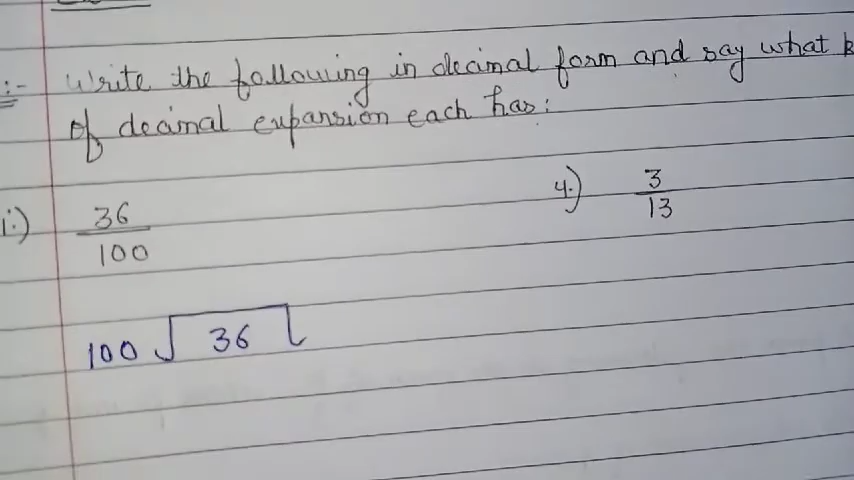 :- Write the following in decimal form and say what k
of decimal expansion each has:
i.) 36/100
4.) 3/13
100 √ 36